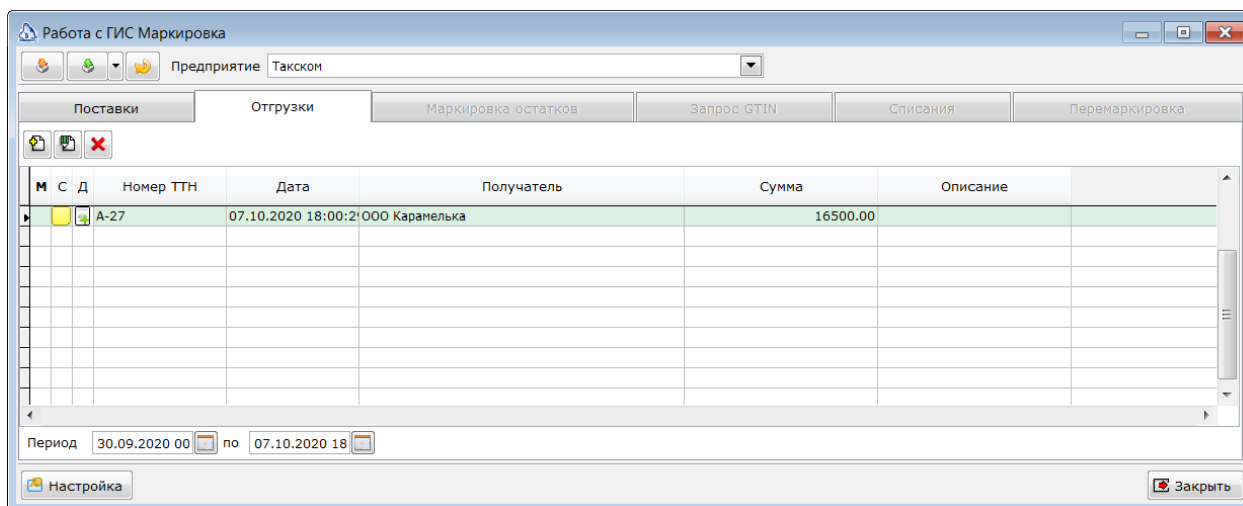 Работа с ГИС Маркировка
Предприятие Такском
Поставки Отгрузки Маркировка остатков Запрос GTIN Списания Перемаркировка
М С Д Номер ТТН Дата Получатель Сумма Описание
А-27 07.10.2020 18:00:2 ООО Карамелька 16500.00
Период 30.09.2020 00 по 07.10.2020 18
Настройка Закрыть